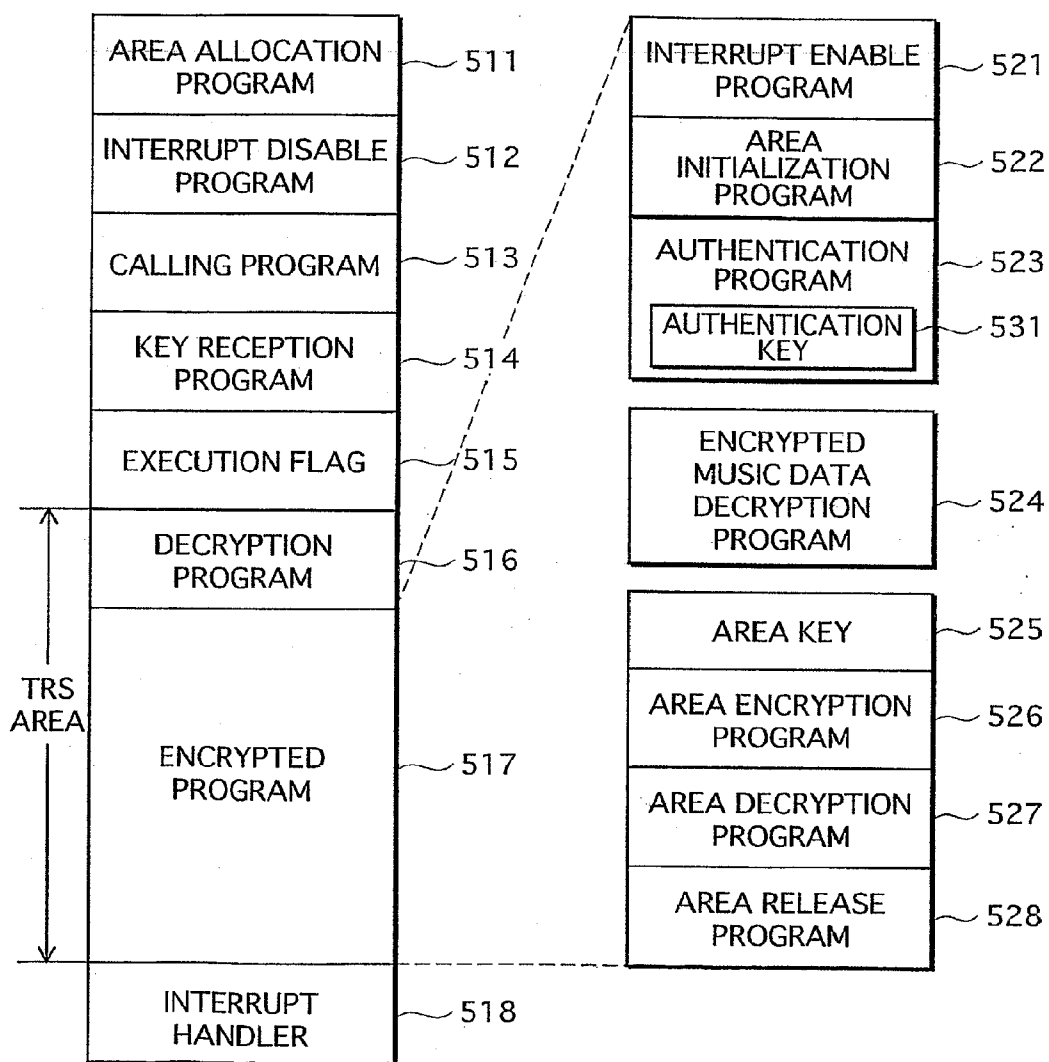 AREA ALLOCATION
PROGRAM
511
INTERRUPT DISABLE
PROGRAM
512
CALLING PROGRAM
513
KEY RECEPTION
PROGRAM
514
EXECUTION FLAG
515
TRS
AREA
DECRYPTION
PROGRAM
516
ENCRYPTED
PROGRAM
517
INTERRUPT
HANDLER
518
INTERRUPT ENABLE
PROGRAM
521
AREA
INITIALIZATION
PROGRAM
522
AUTHENTICATION
PROGRAM
523
AUTHENTICATION
KEY
531
ENCRYPTED
MUSIC DATA
DECRYPTION
PROGRAM
524
AREA KEY
525
AREA ENCRYPTION
PROGRAM
526
AREA DECRYPTION
PROGRAM
527
AREA RELEASE
PROGRAM
528